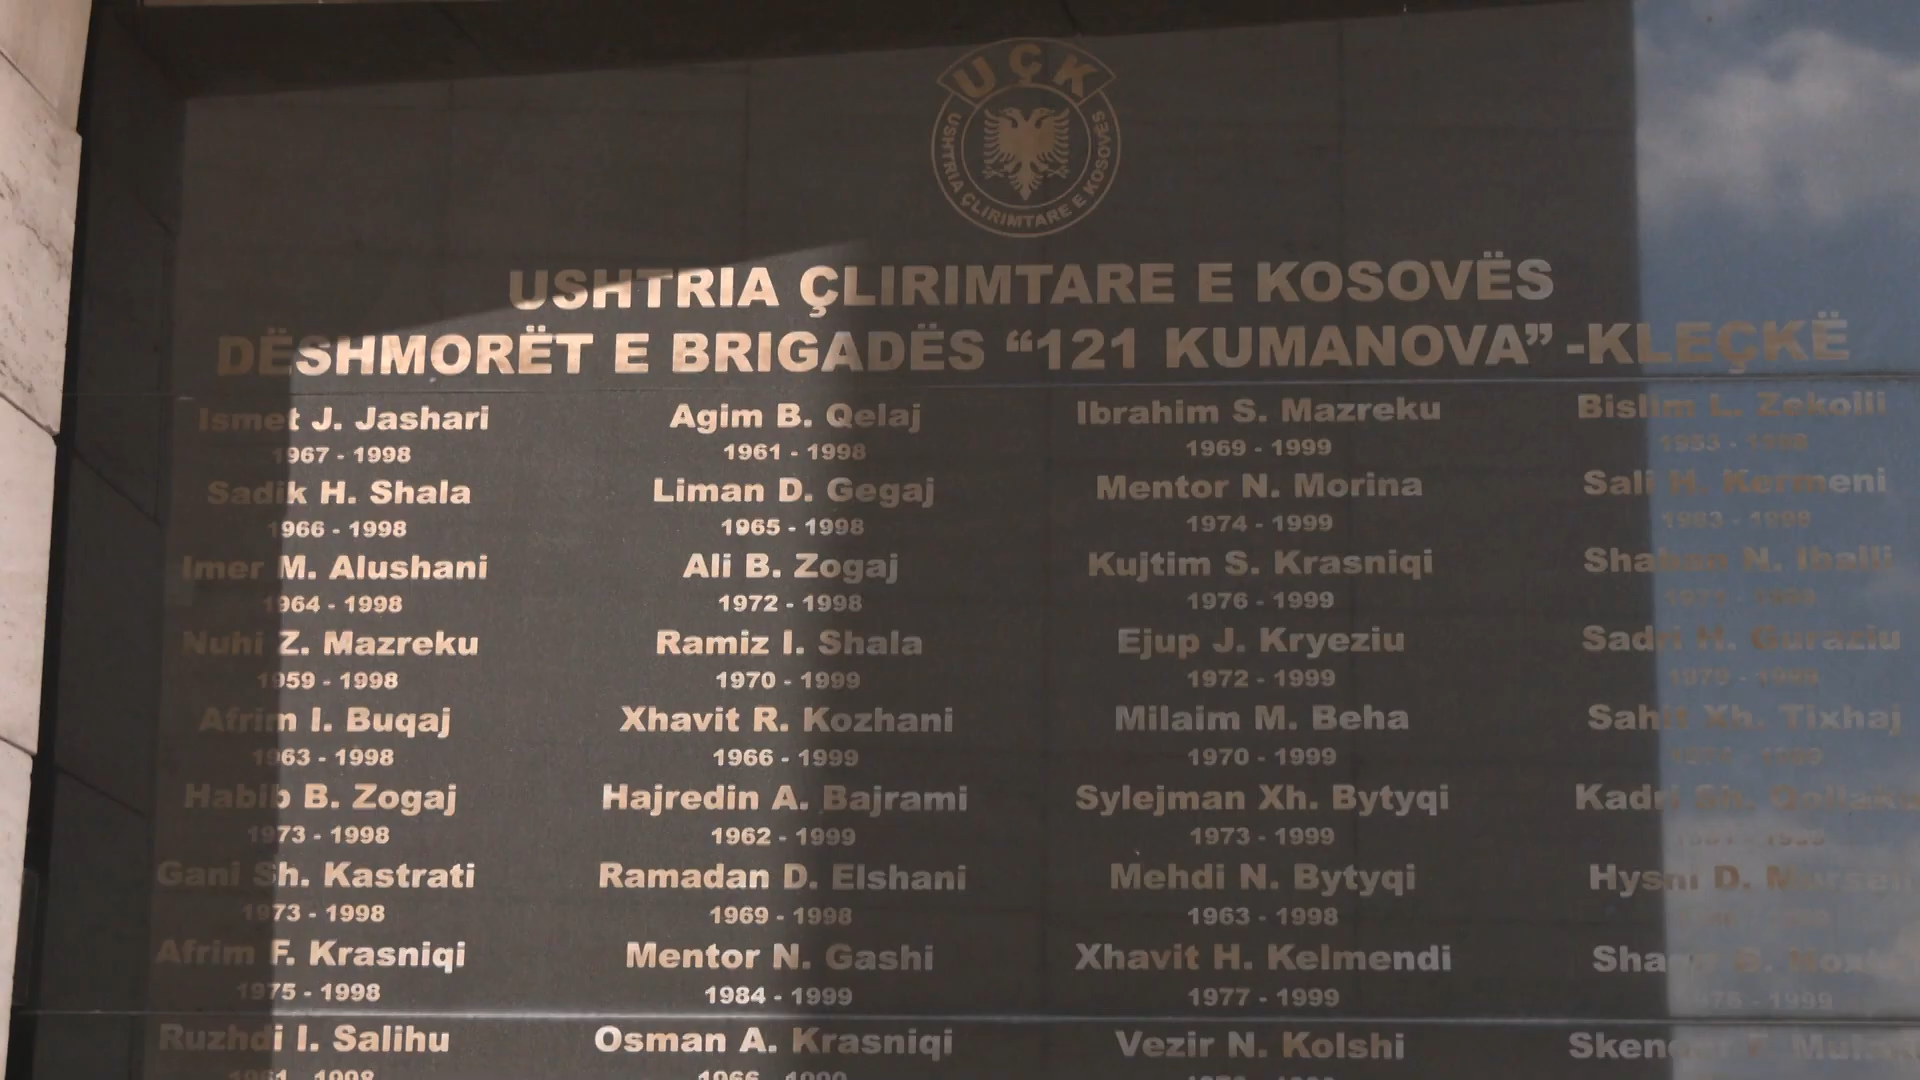 UÇK
USHTRIA ÇLIRIMTARE E KOSOVËS
USHTRIA ÇLIRIMTARE E KOSOVËS
DËSHMORËT E BRIGADËS “121 KUMANOVA” -KLEÇKË
Ismet J. Jashari
1967 - 1998
Sadik H. Shala
1966 - 1998
Imer M. Alushani
1964 - 1998
Nuhi Z. Mazreku
1959 - 1998
Afrim I. Buqaj
1963 - 1998
Habib B. Zogaj
1973 - 1998
Gani Sh. Kastrati
1973 - 1998
Afrim F. Krasniqi
1975 - 1998
Ruzhdi I. Salihu
Agim B. Qelaj
1961 - 1998
Liman D. Gegaj
1965 - 1998
Ali B. Zogaj
1972 - 1998
Ramiz I. Shala
1970 - 1999
Xhavit R. Kozhani
1966 - 1999
Hajredin A. Bajrami
1962 - 1999
Ramadan D. Elshani
1969 - 1998
Mentor N. Gashi
1984 - 1999
Osman A. Krasniqi
Ibrahim S. Mazreku
1969 - 1999
Mentor N. Morina
1974 - 1999
Kujtim S. Krasniqi
1976 - 1999
Ejup J. Kryeziu
1972 - 1999
Milaim M. Beha
1970 - 1999
Sylejman Xh. Bytyqi
1973 - 1999
Mehdi N. Bytyqi
1963 - 1998
Xhavit H. Kelmendi
1977 - 1999
Vezir N. Kolshi
Bislim L. Zekolli
Sali H. Kermeni
Shaban N. Iballi
Sadri H. Guraziu
Sahit Xh. Tixhaj
Kadri Sh.
Hysni D.